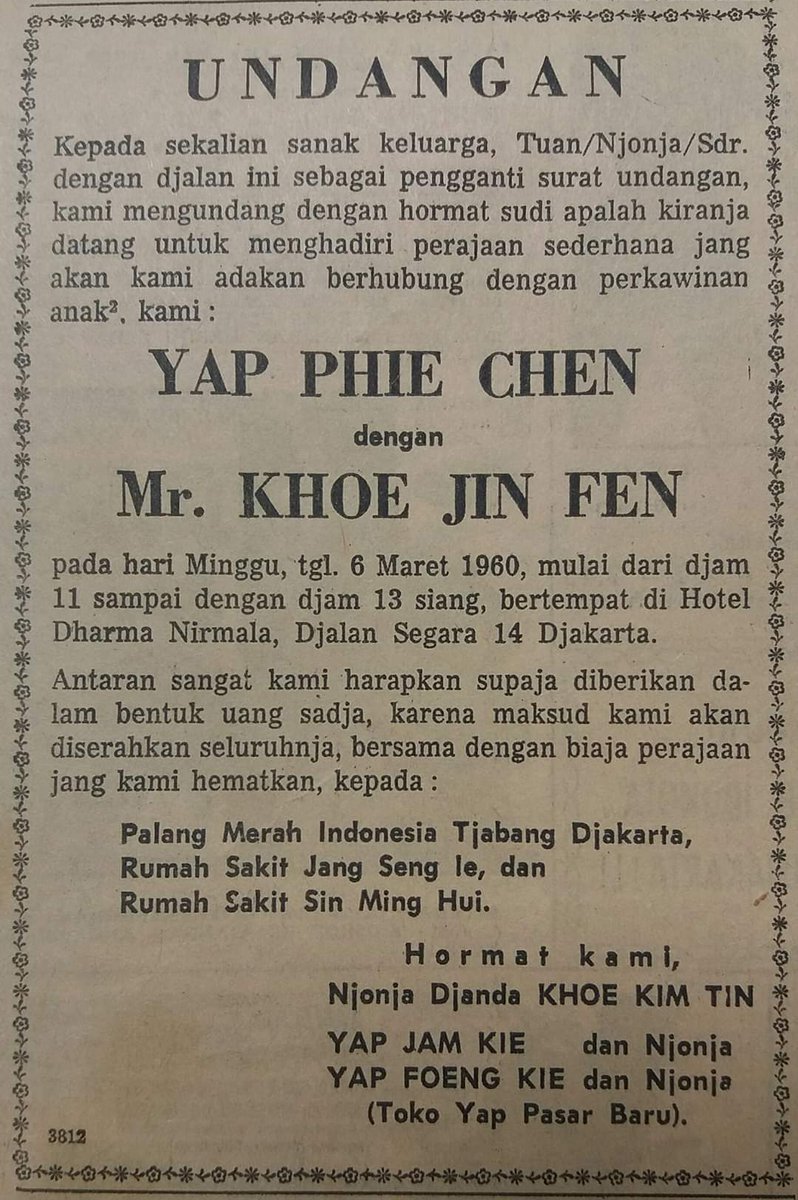 UNDANGAN
Kepada sekalian sanak keluarga, Tuan/Njonja/Sdr.
dengan djalan ini sebagai pengganti surat undangan,
kami mengundang dengan hormat sudi apalah kiranja
datang untuk menghadiri perajaan sederhana jang
akan kami adakan berhubung dengan perkawinan
anak². kami :
YAP PHIE CHEN
dengan
Mr. KHOE JIN FEN
pada hari Minggu, tgl. 6 Maret 1960, mulai dari djam
11 sampai dengan djam 13 siang, bertempat di Hotel
Dharma Nirmala, Djalan Segara 14 Djakarta.
Antaran sangat kami harapkan supaja diberikan da-
lam bentuk uang sadja, karena maksud kami akan
diserahkan seluruhnja, bersama dengan biaja perajaan
jang kami hematkan, kepada :
Palang Merah Indonesia Tjabang Djakarta,
Rumah Sakit Jang Seng Ie, dan
Rumah Sakit Sin Ming Hui.
Hormat kami,
Njonja Djanda KHOE KIM TIN
YAP JAM KIE dan Njonja
YAP FOENG KIE dan Njonja
(Toko Yap Pasar Baru).
3812